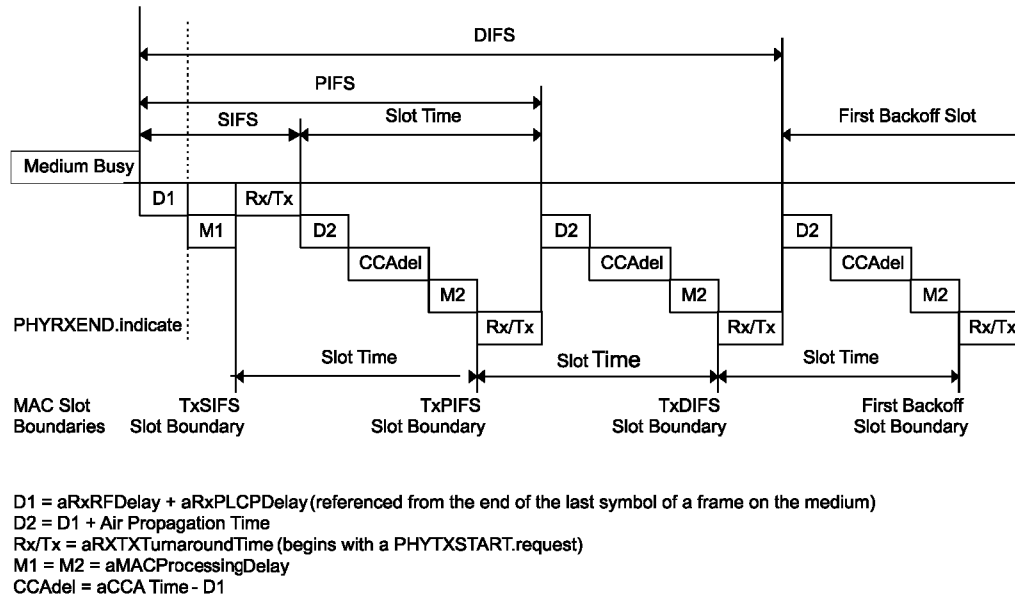 DIFS
PIFS
SIFS Slot Time First Backoff Slot
Medium Busy
D1 Rx/Tx
M1 D2 D2 D2
CCAdel CCAdel CCAdel
M2 M2 M2
PHYRXEND.indicate Rx/Tx Rx/Tx Rx/Tx
Slot Time Slot Time Slot Time
MAC Slot TxSIFS TxPIFS TxDIFS First Backoff
Boundaries Slot Boundary Slot Boundary Slot Boundary Slot Boundary
D1 = aRxRFDelay + aRxPLCPDelay (referenced from the end of the last symbol of a frame on the medium)
D2 = D1 + Air Propagation Time
Rx/Tx = aRXTXTurnaroundTime (begins with a PHYTXSTART.request)
M1 = M2 = aMACProcessingDelay
CCAdel = aCCA Time - D1